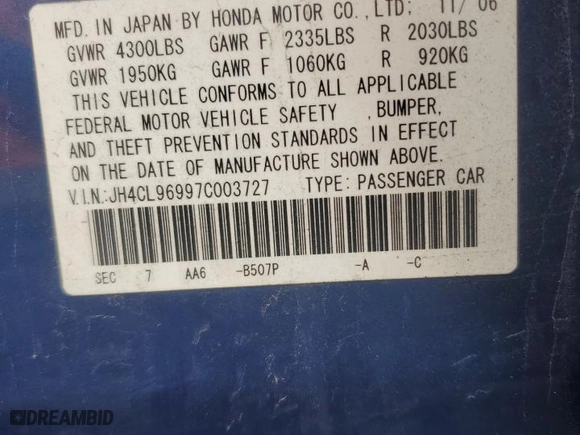 MFD. IN JAPAN BY HONDA MOTOR CO.,LTD; 11/ 06
GVWR 4300LBS GAWR F 2335LBS R 2030LBS
GVWR 1950KG GAWR F 1060KG R 920KG
THIS VEHICLE CONFORMS TO ALL APPLICABLE
FEDERAL MOTOR VEHICLE SAFETY ,BUMPER,
AND THEFT PREVENTION STANDARDS IN EFFECT
ON THE DATE OF MANUFACTURE SHOWN ABOVE.
V.I.N.:JH4CL96997C003727 TYPE: PASSENGER CAR
SEC 7 AA6 -B507P -A -C
DREAMBID